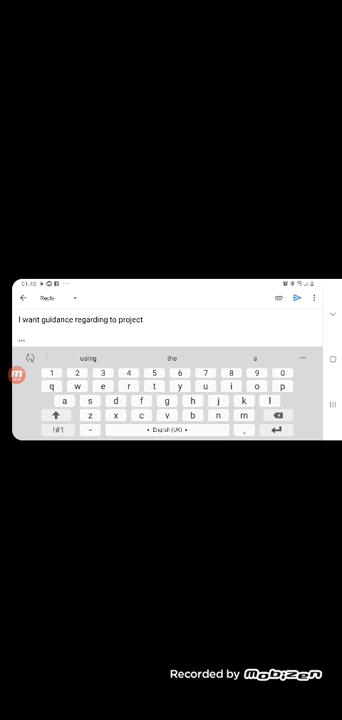 01:40
Reply
I want guidance regarding to project
...
using the a ...
1 2 3 4 5 6 7 8 9 0
q w e r t y u i o p
a s d f g h j k l
z x c v b n m
!#1 - English (UK) .
Recorded by MOBIZEN